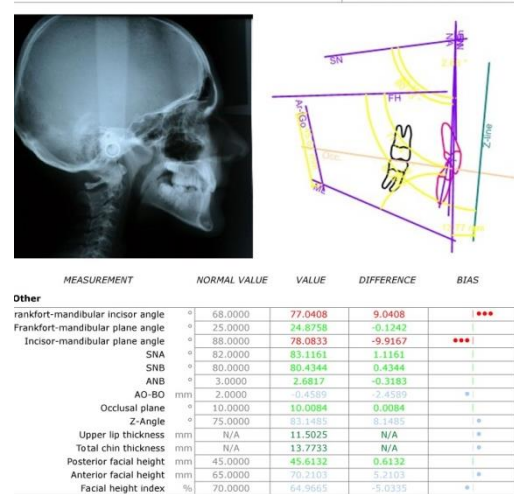 SN
FH
Ar-Go
Occ.
Z-line
MEASUREMENT NORMAL VALUE VALUE DIFFERENCE BIAS
Other
rankfort-mandibular incisor angle ° 68.0000 77.0408 9.0408
Frankfort-mandibular plane angle ° 25.0000 24.8758 -0.1242
Incisor-mandibular plane angle ° 88.0000 78.0833 -9.9167
SNA ° 82.0000 83.1161 1.1161
SNB ° 80.0000 80.4344 0.4344
ANB ° 3.0000 2.6817 -0.3183
AO-BO mm 2.0000 -0.4589 -2.4589
Occlusal plane ° 10.0000 10.0084 0.0084
Z-Angle ° 75.0000 83.1485 8.1485
Upper lip thickness mm N/A 11.5025 N/A
Total chin thickness mm N/A 13.7733 N/A
Posterior facial height mm 45.0000 45.6132 0.6132
Anterior facial height mm 65.0000 70.2103 5.2103
Facial height index % 70.0000 64.9665 -5.0335